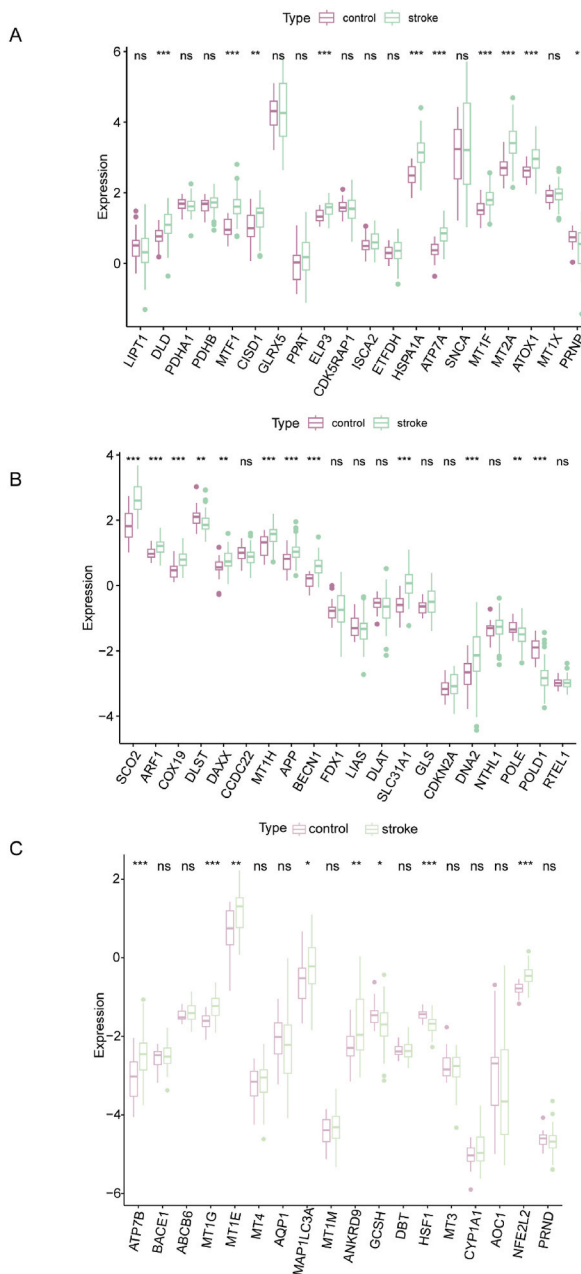 A
Type control stroke
ns *** ns ns *** ** ns ns *** ns ns ns *** *** ns *** *** *** ns *
6
4
2
0
Expression
LIPT1 DLD PDHA1 PDHB MTF1 CISD1 GLRX5 PPAT ELP3 CDK5RAP1 ISCA2 ETFDH HSPA1A ATP7A SNCA MT1F MT2A ATOX1 MT1X PRNP
B
Type control stroke
*** *** *** ** ** ns *** *** *** ns ns ns *** ns ns *** ns ** *** ns
4
2
0
−2
−4
Expression
SCO2 ARF1 COX19 DLST DAXX CCDC22 MT1H APP BECN1 FDX1 LIAS DLAT SLC31A1 GLS CDKN2A DNA2 NTHL1 POLE POLD1 RTEL1
C
Type control stroke
*** ns ns *** ** ns ns * ns ** * ns *** ns ns ns *** ns
2
0
−2
−4
−6
Expression
ATP7B BACE1 ABCB6 MT1G MT1E MT4 AQP1 MAP1LC3A MT1M ANKRD9 GCSH DBT HSF1 MT3 CYP1A1 AOC1 NFE2L2 PRND